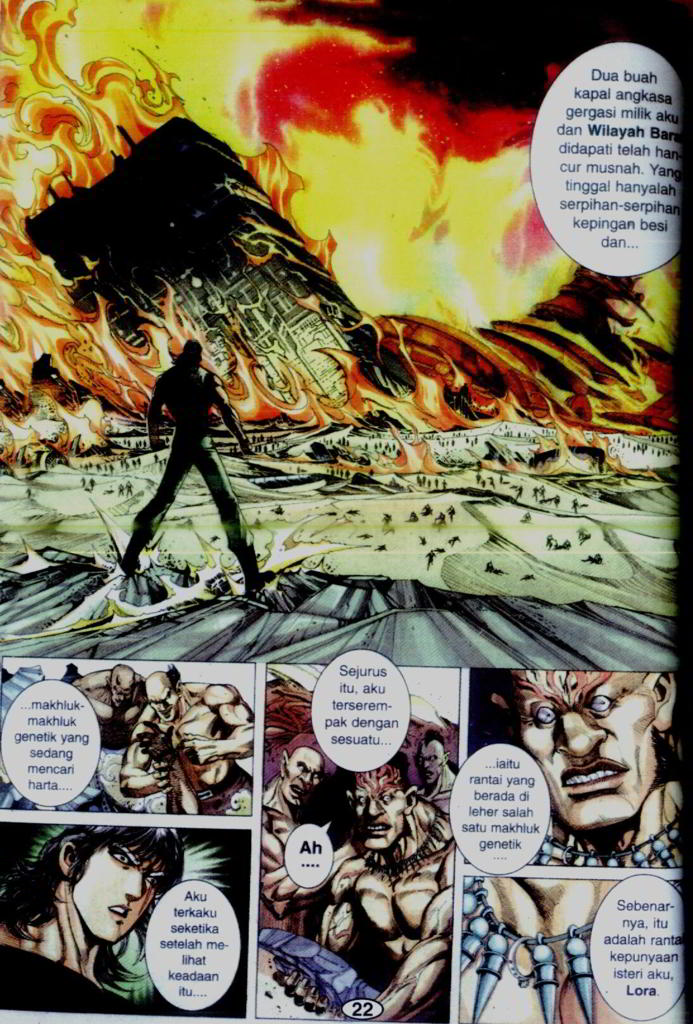 Dua buah
kapal angkasa
gergasi milik aku
dan Wilayah Barat
didapati telah han-
cur musnah. Yang
tinggal hanyalah
serpihan-serpihan
kepingan besi
dan...
...makhluk-
makhluk
genetik yang
sedang
mencari
harta....
Aku
terkaku
seketika
setelah me-
lihat
keadaan
itu....
Sejurus
itu, aku
terserem-
pak dengan
sesuatu...
Ah
....
...iaitu
rantai yang
berada di
leher salah
satu makhluk
genetik
....
Sebenar-
nya, itu
adalah rantai
kepunyaan
isteri aku,
Lora.
22